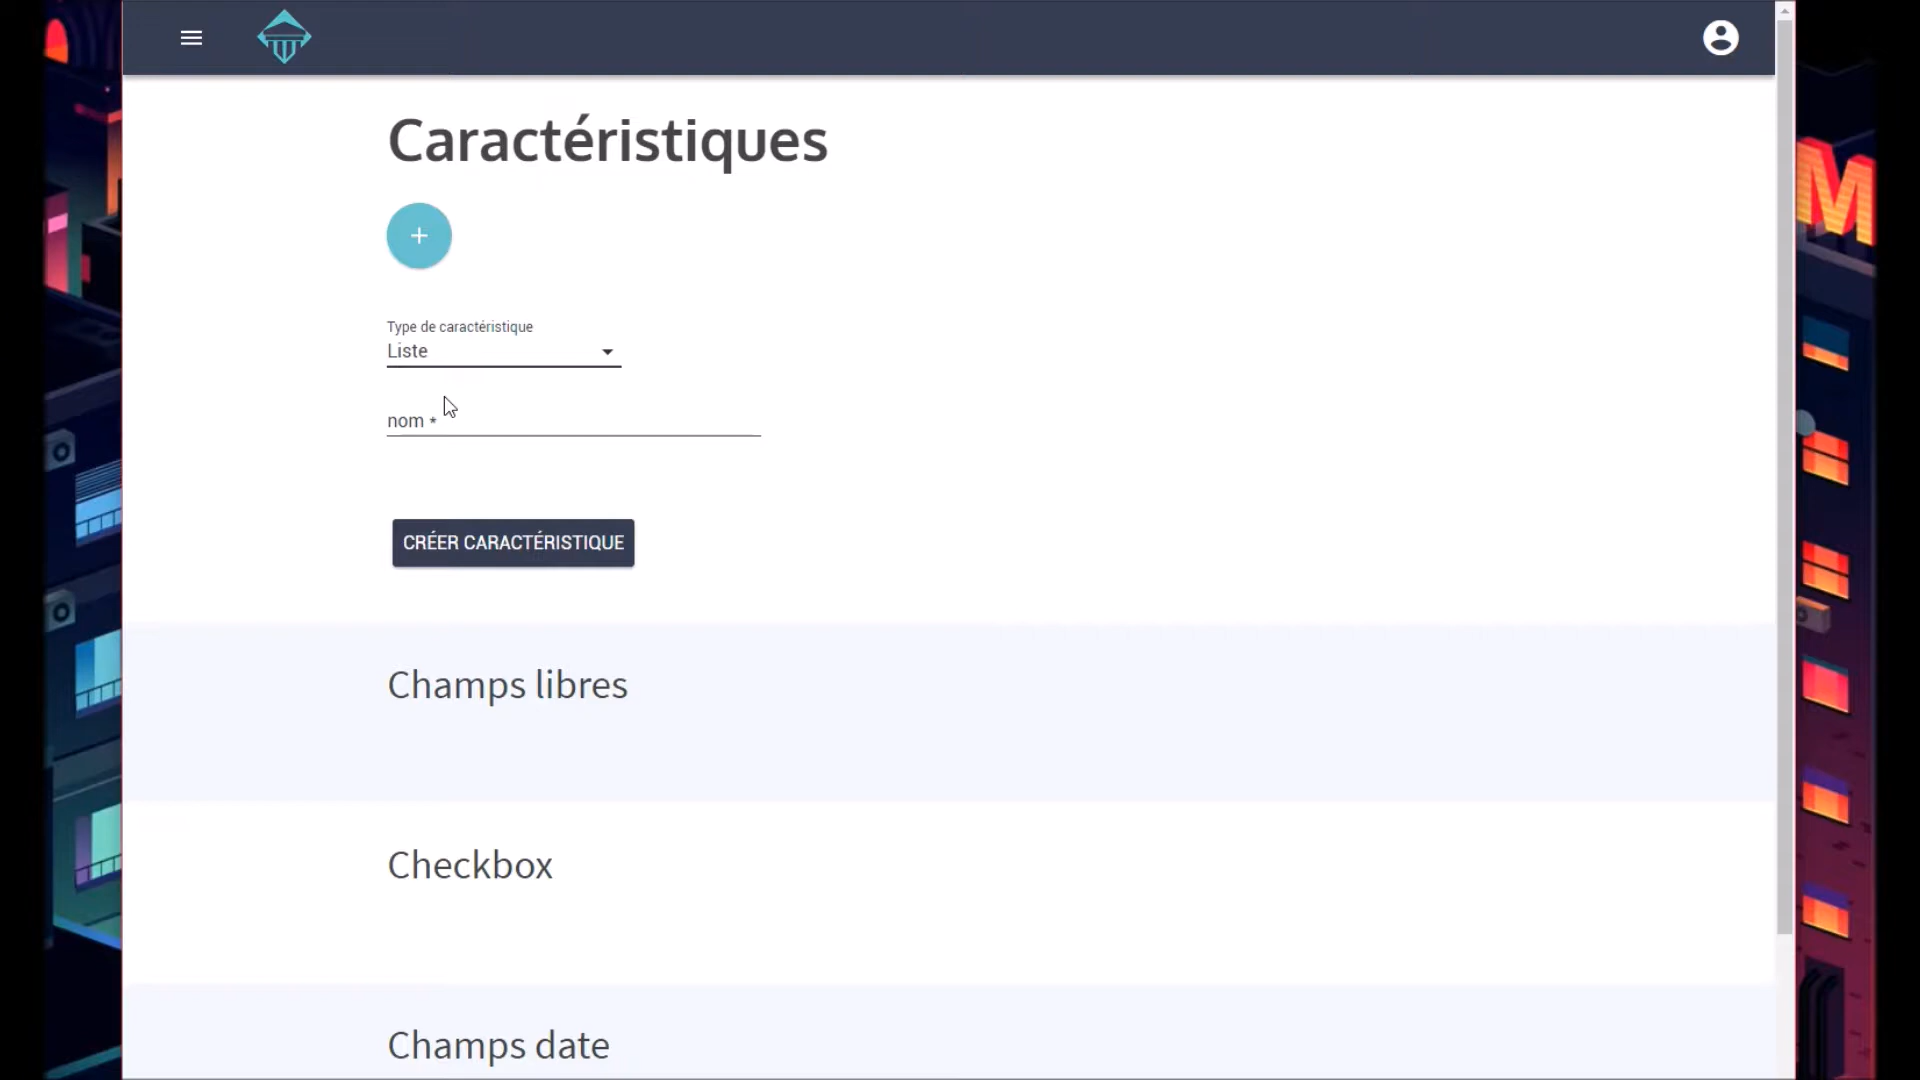 Caractéristiques
+
Type de caractéristique
Liste
nom *
CRÉER CARACTÉRISTIQUE
Champs libres
Checkbox
Champs date
M